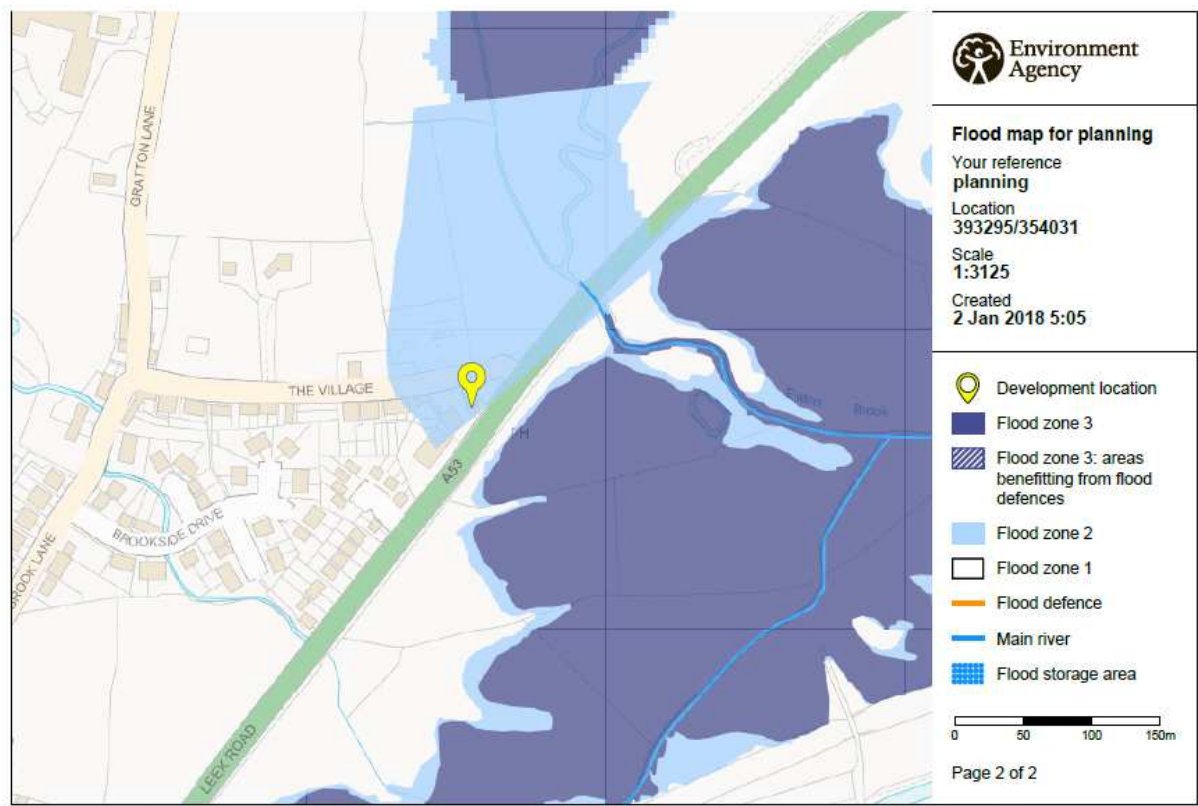 GRATTON LANE
THE VILLAGE
PH
A53
BROOKSIDE DRIVE
BROOK LANE
LEEK ROAD
Brook
Environment
Agency
Flood map for planning
Your reference
planning
Location
393295/354031
Scale
1:3125
Created
2 Jan 2018 5:05
Development location
Flood zone 3
Flood zone 3: areas
benefitting from flood
defences
Flood zone 2
Flood zone 1
Flood defence
Main river
Flood storage area
0 50 100 150m
Page 2 of 2